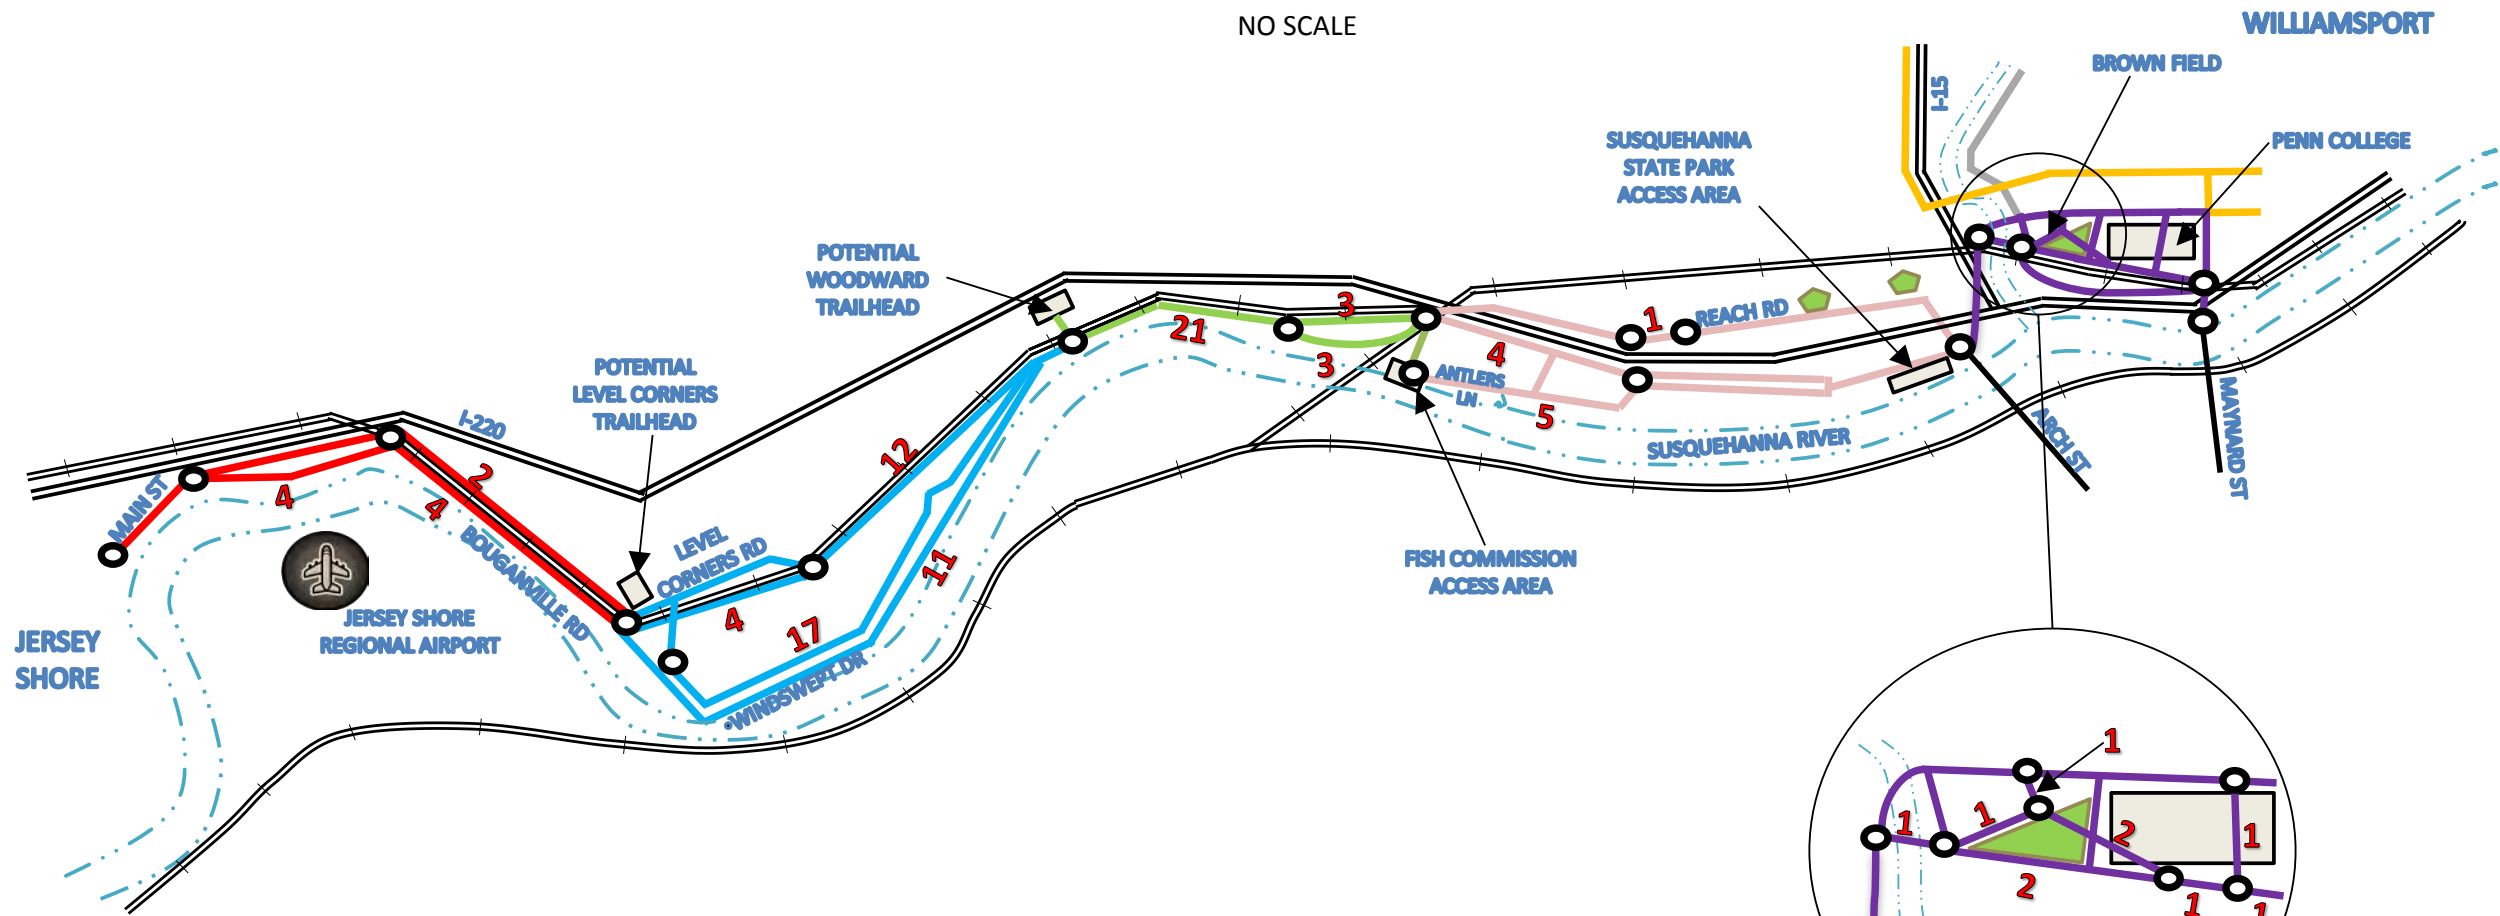 NO SCALE
WILLIAMSPORT
BROWN FIELD
I-15
PENN COLLEGE
SUSQUEHANNA
STATE PARK
ACCESS AREA
POTENTIAL
WOODWARD
TRAILHEAD
3
21
1
REACH RD
4
3
ANTLERS
LN
5
SUSQUEHANNA RIVER
ARCH ST
MAYNARD ST
POTENTIAL
LEVEL CORNERS
TRAILHEAD
I-220
12
2
4
4
MAIN ST
BOUGANVILLE RD
LEVEL
CORNERS RD
11
4
17
WINDSWEPT DR
FISH COMMISSION
ACCESS AREA
JERSEY SHORE
REGIONAL AIRPORT
JERSEY
SHORE
1
1
1
2
1
2
1
1